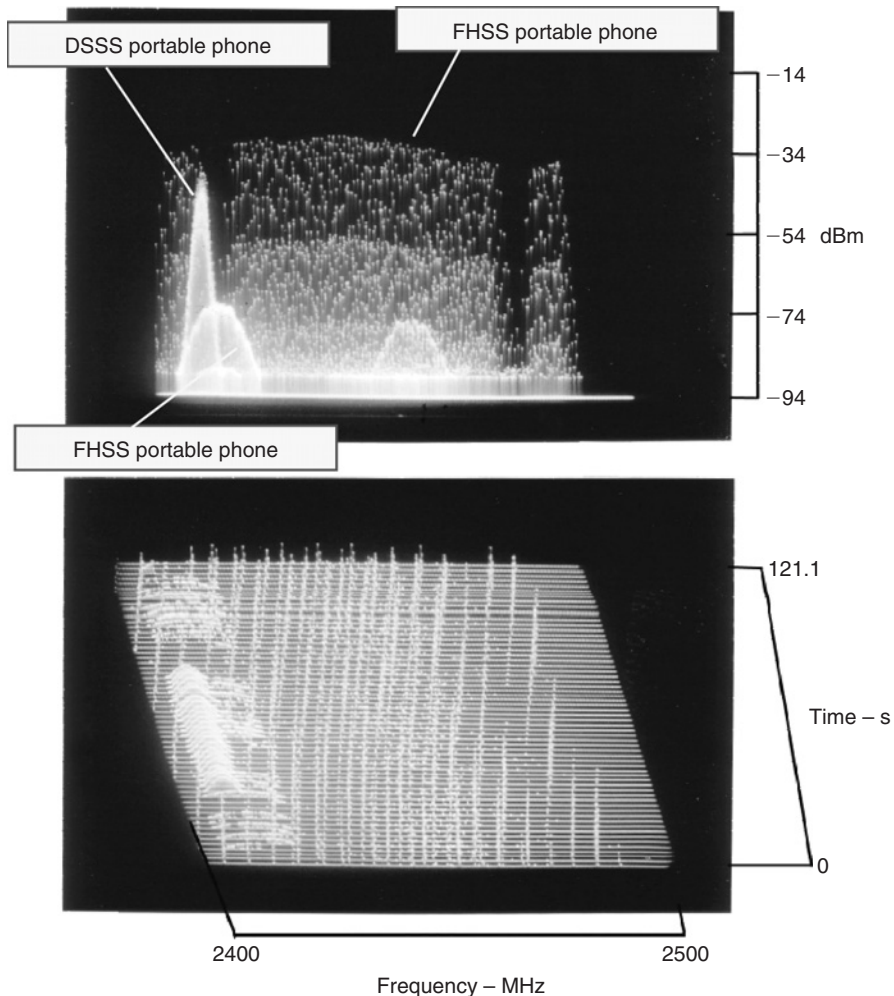 DSSS portable phone
FHSS portable phone
−14
−34
−54 dBm
−74
−94
FHSS portable phone
121.1
Time – s
0
2400 2500
Frequency – MHz